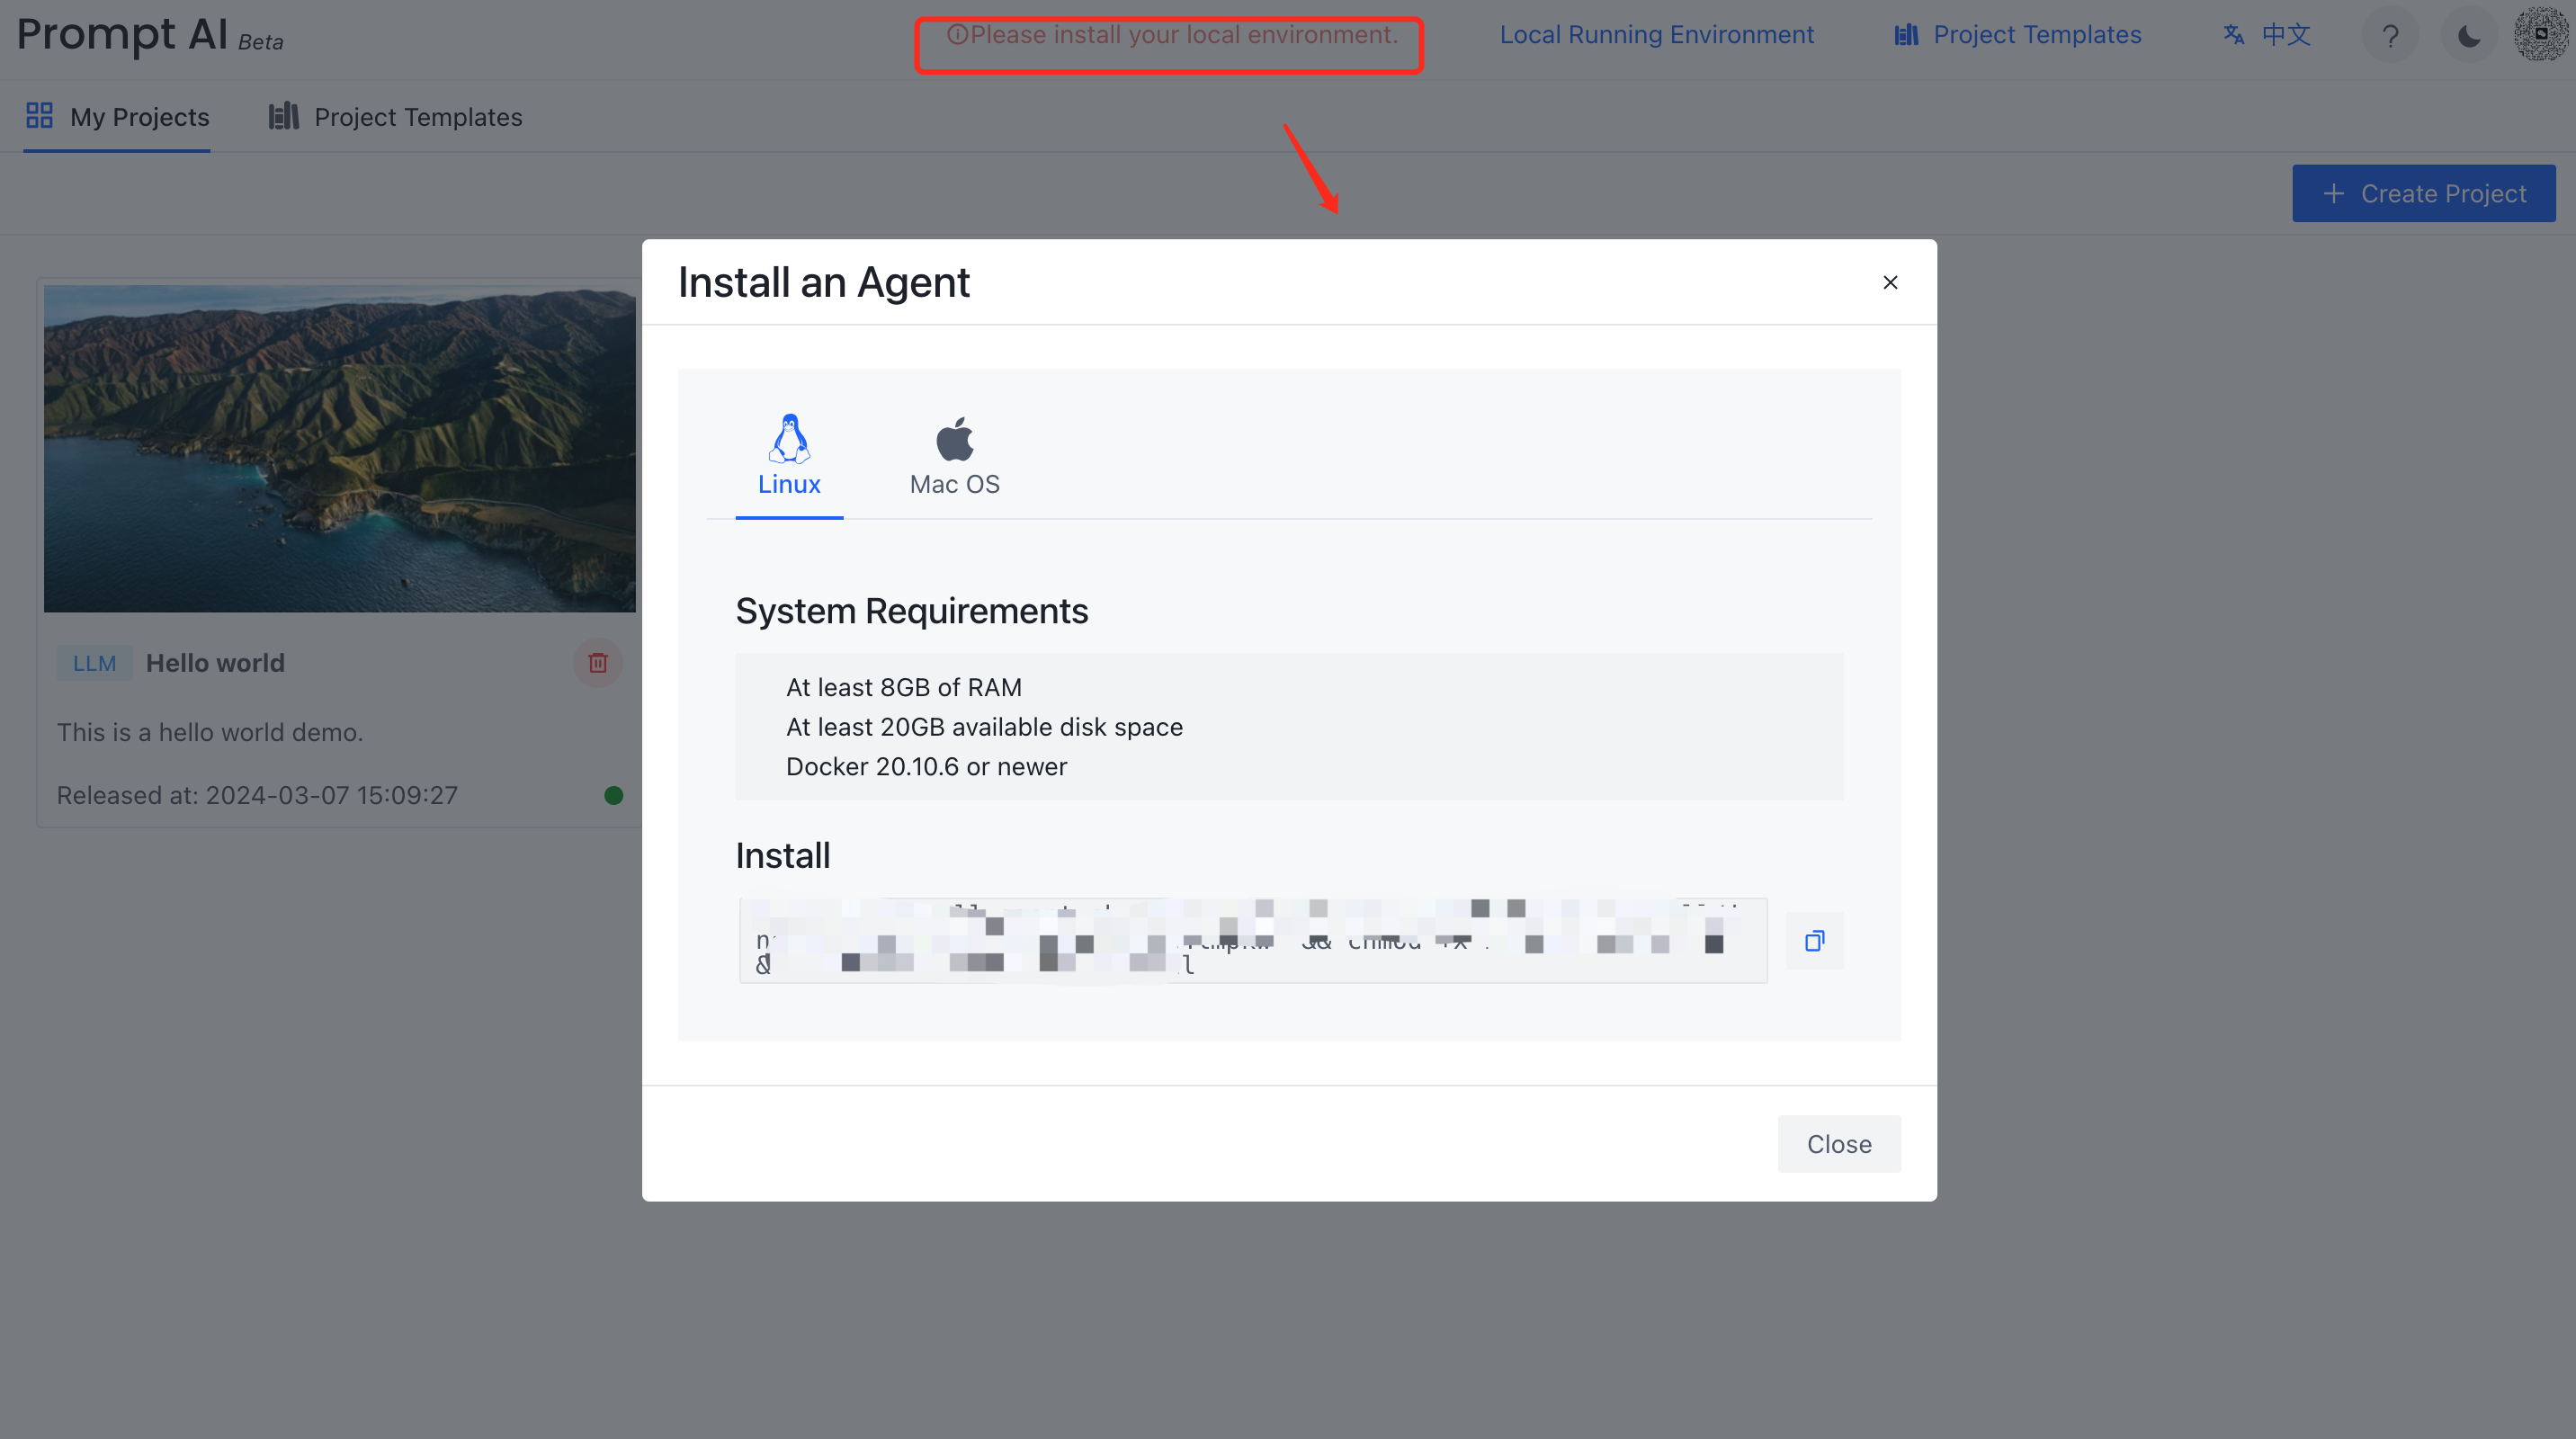 Prompt AI Beta
Please install your local environment.
Local Running Environment
Project Templates
中文
?
My Projects
Project Templates
+ Create Project
Install an Agent
Linux
Mac OS
System Requirements
At least 8GB of RAM
At least 20GB available disk space
Docker 20.10.6 or newer
Install
&& chmod +x
&
Close
LLM Hello world
This is a hello world demo.
Released at: 2024-03-07 15:09:27